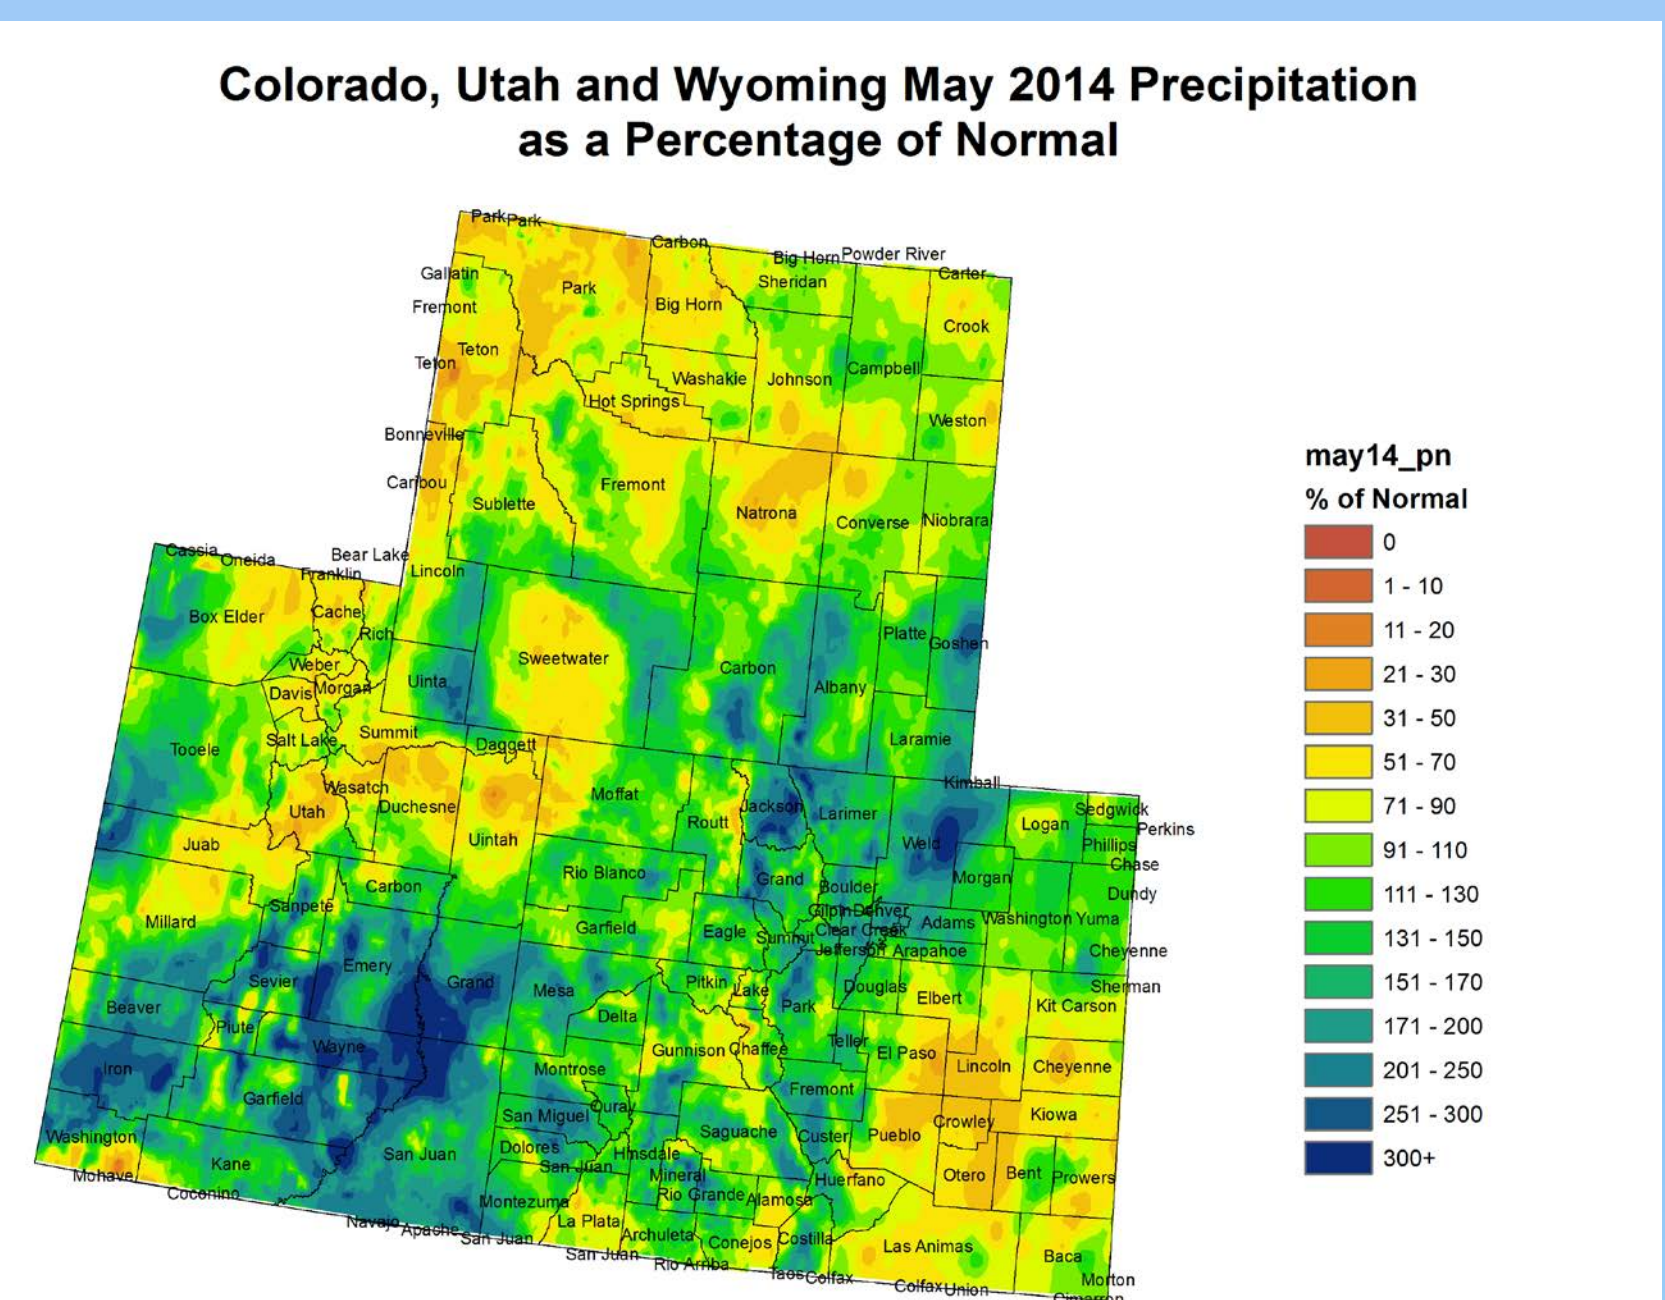 Colorado, Utah and Wyoming May 2014 Precipitation
as a Percentage of Normal
Park
Park
Carbon
Big Horn
Powder River
Gallatin
Carter
Sheridan
Park
Big Horn
Fremont
Crook
Teton
Teton
Campbell
Washakie
Johnson
Hot Springs
Weston
Bonneville
Caribou
Fremont
Sublette
Natrona
Converse
Niobrara
Cassia
Oneida
Bear Lake
Franklin
Lincoln
Box Elder
Cache
Rich
Platte
Goshen
Weber
Sweetwater
Carbon
Uinta
Albany
Davis
Morgan
Summit
Salt Lake
Daggett
Laramie
Tooele
Kimball
Wasatch
Moffat
Utah
Duchesne
Jackson
Larimer
Sedgwick
Routt
Logan
Perkins
Juab
Uintah
Weld
Phillips
Chase
Rio Blanco
Grand
Morgan
Carbon
Boulder
Dundy
Sanpete
Gilpin
Denver
Millard
Garfield
Eagle
Summit
Clear Creek
Adams
Washington
Yuma
Jefferson
Arapahoe
Cheyenne
Emery
Sevier
Grand
Mesa
Pitkin
Lake
Douglas
Elbert
Sherman
Beaver
Park
Kit Carson
Delta
Piute
Wayne
Gunnison
Chaffee
Teller
El Paso
Iron
Montrose
Lincoln
Cheyenne
Garfield
Fremont
Ouray
San Miguel
Crowley
Kiowa
Washington
Saguache
Custer
Pueblo
San Juan
Dolores
Hinsdale
Kane
San Juan
Mineral
Huerfano
Otero
Bent
Prowers
Mohave
Coconino
Montezuma
Rio Grande
Alamosa
La Plata
Navajo
Apache
San Juan
Archuleta
Conejos
Costilla
Las Animas
San Juan
Rio Arriba
Taos
Colfax
Baca
Colfax
Union
Morton
Cimarron
may14_pn
% of Normal
0
1 - 10
11 - 20
21 - 30
31 - 50
51 - 70
71 - 90
91 - 110
111 - 130
131 - 150
151 - 170
171 - 200
201 - 250
251 - 300
300+